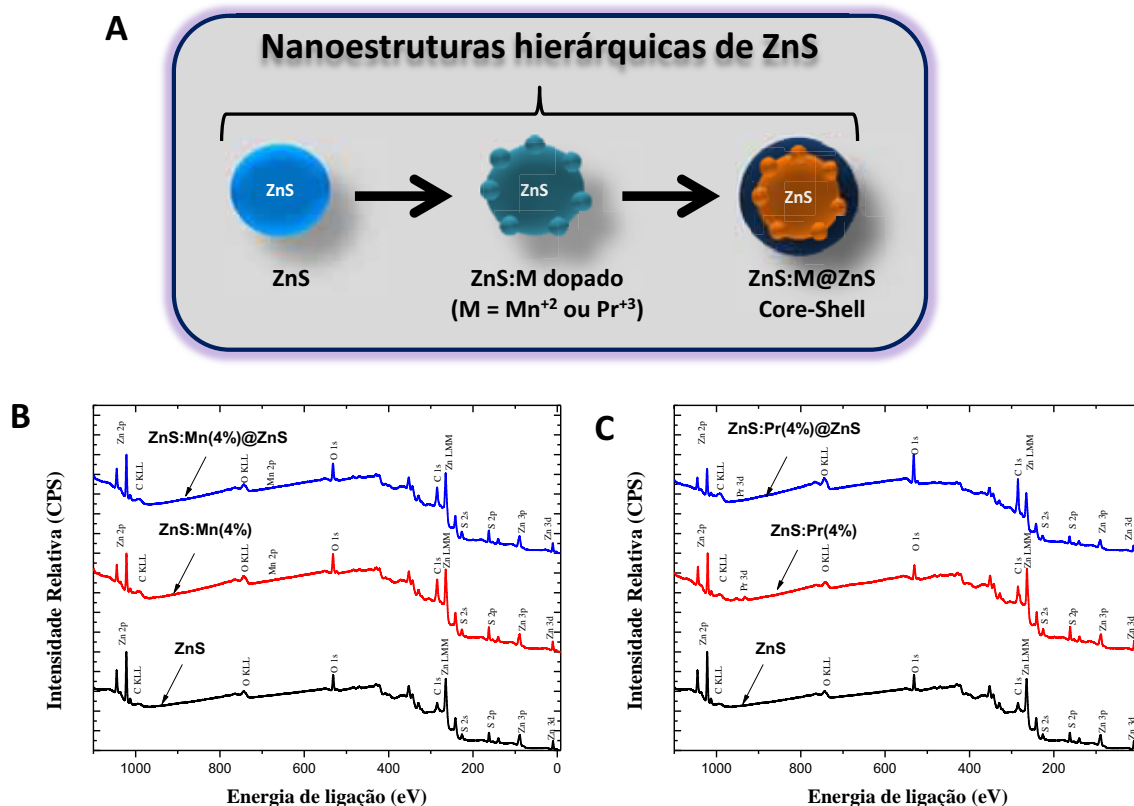 A
Nanoestruturas hierárquicas de ZnS
ZnS
ZnS
ZnS
ZnS
ZnS:M dopado
(M = Mn+2 ou Pr+3)
ZnS:M@ZnS
Core-Shell
B
Intensidade Relativa (CPS)
Zn 2p
C KLL
ZnS:Mn(4%)@ZnS
O KLL
Mn 2p
O 1s
C 1s
Zn LMM
S 2s
S 2p
Zn 3p
Zn 3d
Zn 2p
C KLL
ZnS:Mn(4%)
O KLL
Mn 2p
O 1s
C 1s
Zn LMM
S 2s
S 2p
Zn 3p
Zn 3d
Zn 2p
C KLL
ZnS
O KLL
O 1s
C 1s
Zn LMM
S 2s
S 2p
Zn 3p
Zn 3d
1000 800 600 400 200 0
Energia de ligação (eV)
C
Intensidade Relativa (CPS)
Zn 2p
C KLL
Pr 3d
ZnS:Pr(4%)@ZnS
O KLL
O 1s
C 1s
Zn LMM
S 2s
S 2p
Zn 3p
Zn 3d
Zn 2p
C KLL
Pr 3d
ZnS:Pr(4%)
O KLL
O 1s
C 1s
Zn LMM
S 2s
S 2p
Zn 3p
Zn 3d
Zn 2p
C KLL
ZnS
O KLL
O 1s
C 1s
Zn LMM
S 2s
S 2p
Zn 3p
Zn 3d
1000 800 600 400 200
Energia de ligação (eV)